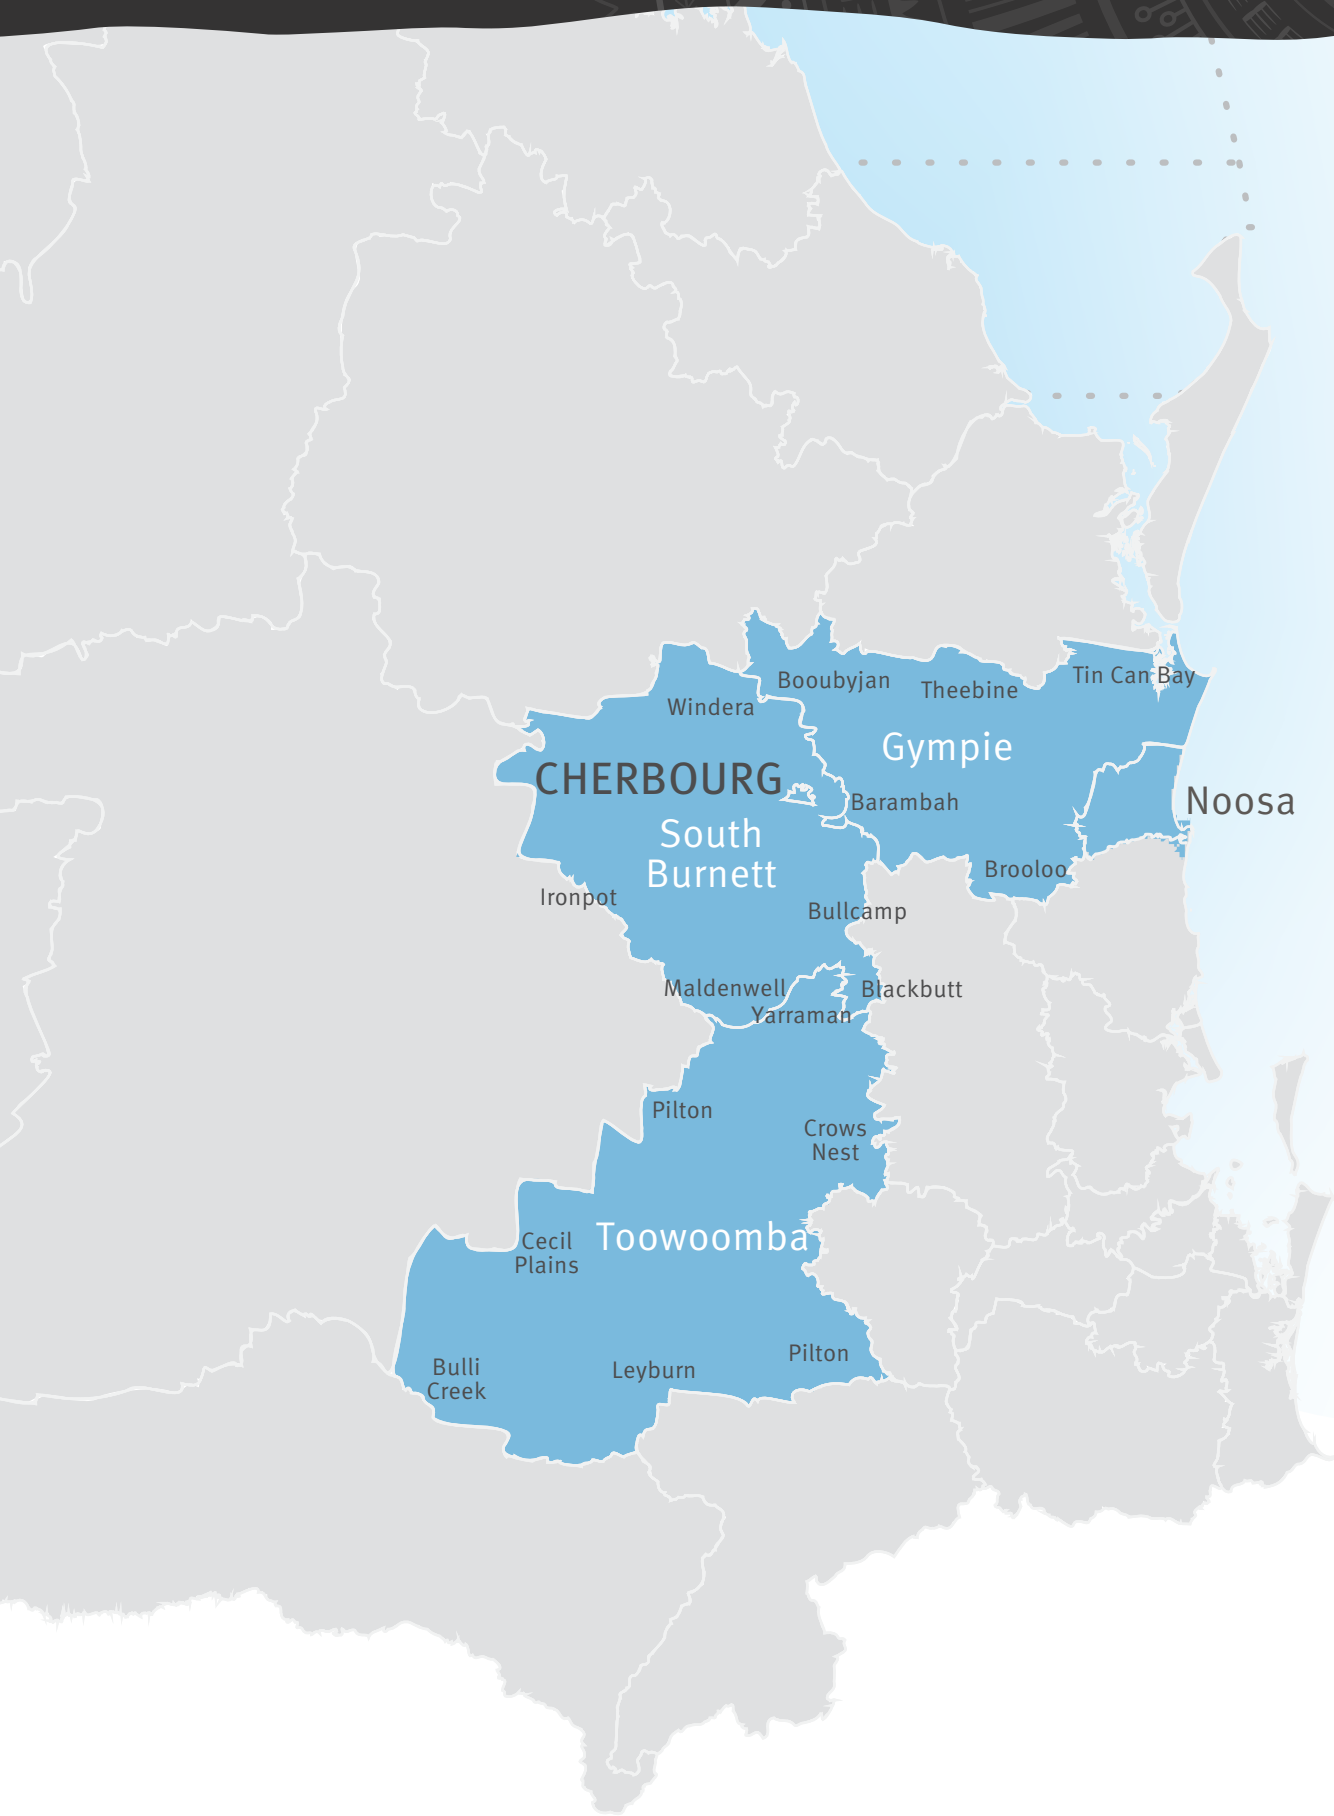 Tin Can Bay
Booubyjan
Theebine
Windera
Gympie
CHERBOURG
Noosa
Barambah
South
Burnett
Brooloo
Ironpot
Bullcamp
Maldenwell
Blackbutt
Yarraman
Pilton
Crows
Nest
Toowoomba
Cecil
Plains
Pilton
Bulli
Creek
Leyburn